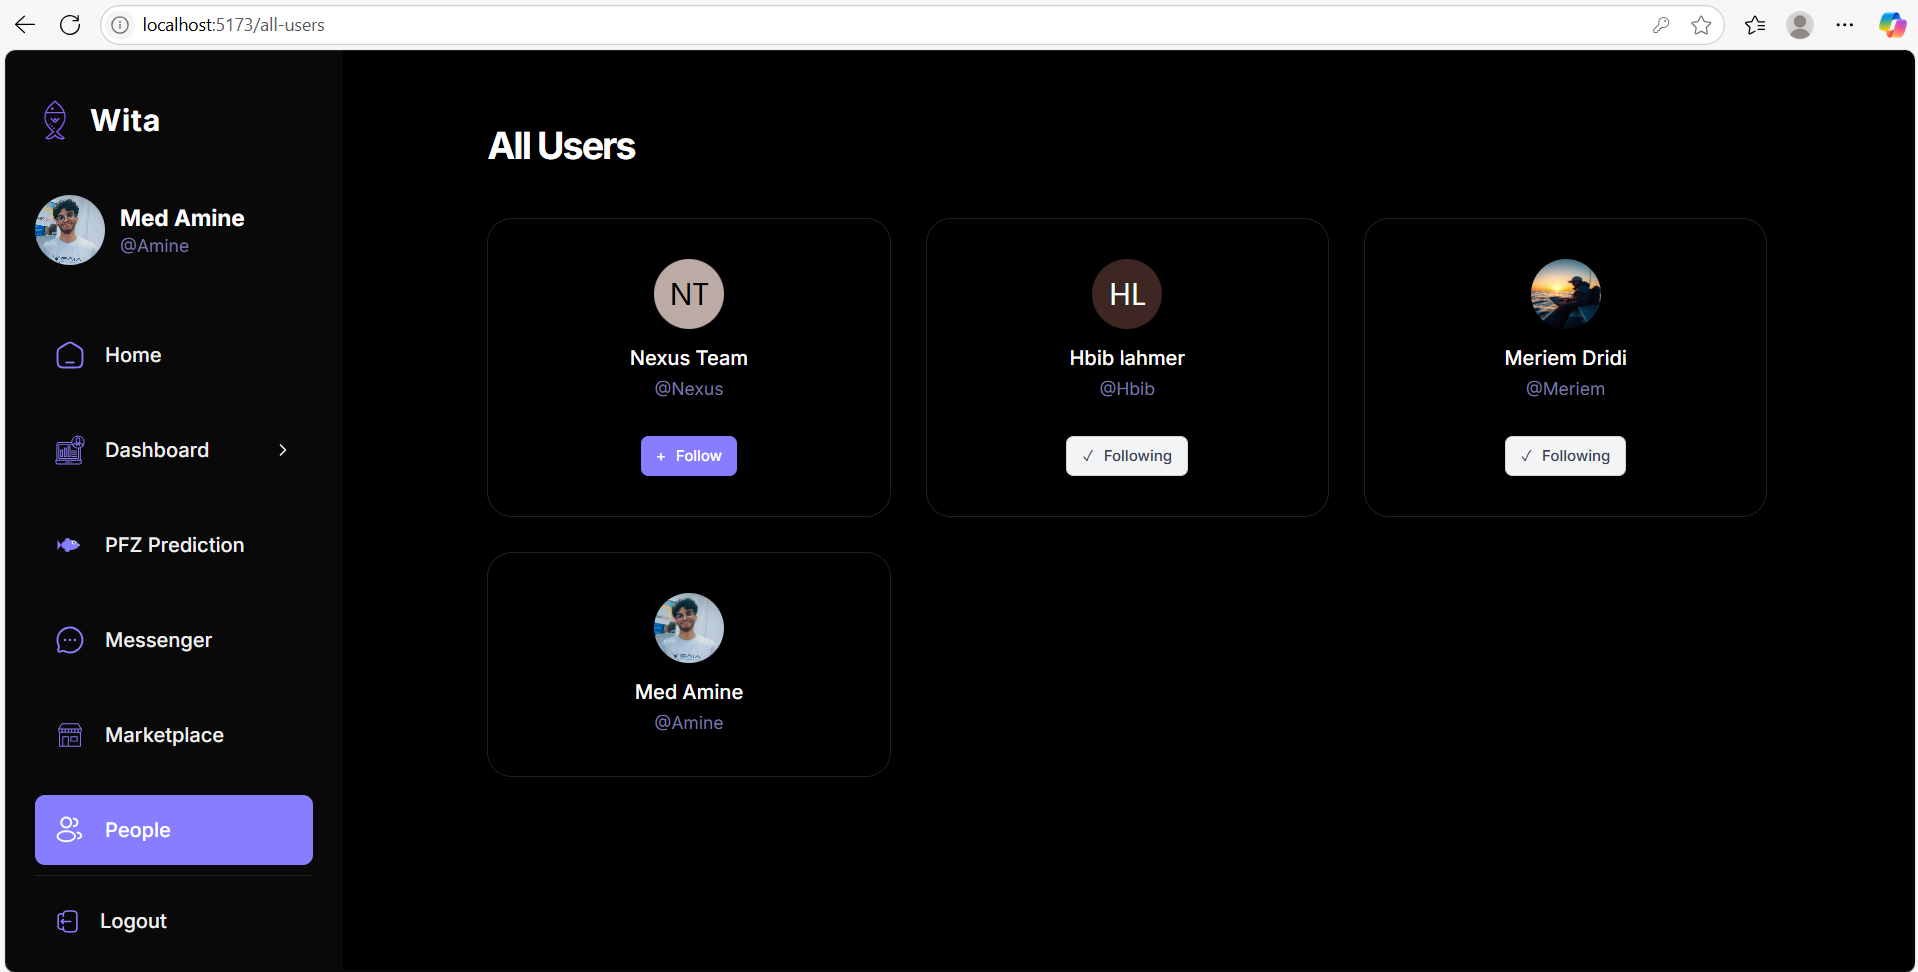 localhost:5173/all-users
Wita
Med Amine
@Amine
Home
Dashboard
PFZ Prediction
Messenger
Marketplace
People
Logout
All Users
NT
Nexus Team
@Nexus
+ Follow
HL
Hbib lahmer
@Hbib
✓ Following
Meriem Dridi
@Meriem
✓ Following
Med Amine
@Amine